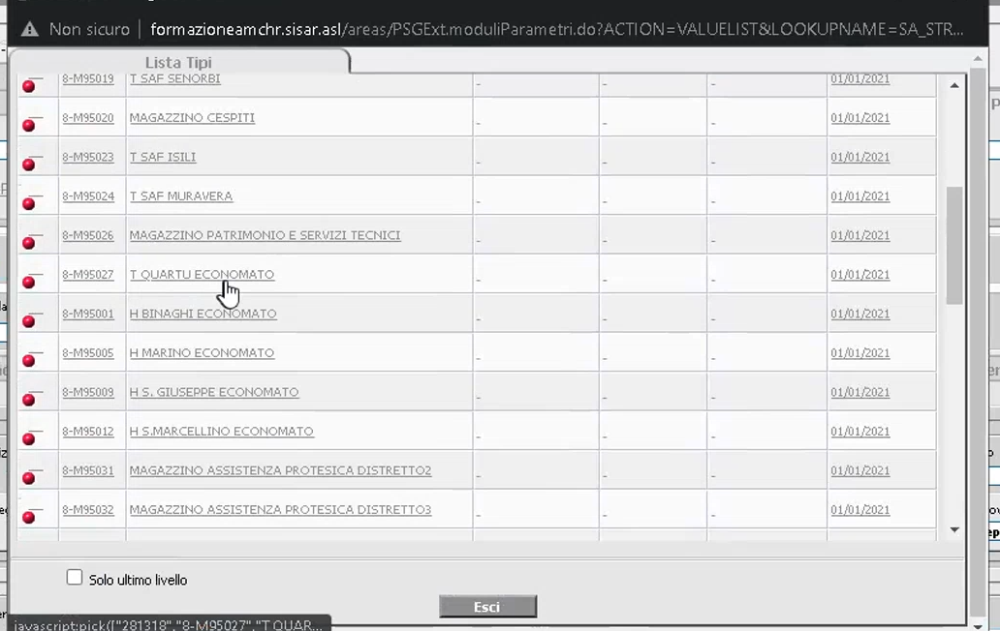 Non sicuro formazioneamchr.sisar.asl/areas/PSGExt.moduliParametri.do?ACTION=VALUELIST&LOOKUPNAME=SA_STR...
Lista Tipi
8-M95019 T SAF SENORBI - - - 01/01/2021
8-M95020 MAGAZZINO CESPITI - - - 01/01/2021
8-M95023 T SAF ISILI - - - 01/01/2021
8-M95024 T SAF MURAVERA - - - 01/01/2021
8-M95026 MAGAZZINO PATRIMONIO E SERVIZI TECNICI - - - 01/01/2021
8-M95027 T QUARTU ECONOMATO - - - 01/01/2021
8-M95001 H BINAGHI ECONOMATO - - - 01/01/2021
8-M95005 H MARINO ECONOMATO - - - 01/01/2021
8-M95009 H S. GIUSEPPE ECONOMATO - - - 01/01/2021
8-M95012 H S.MARCELLINO ECONOMATO - - - 01/01/2021
8-M95031 MAGAZZINO ASSISTENZA PROTESICA DISTRETTO2 - - - 01/01/2021
8-M95032 MAGAZZINO ASSISTENZA PROTESICA DISTRETTO3 - - - 01/01/2021
Solo ultimo livello
Esci
javascript:pick(["281318","8-M95027","T QUAR...